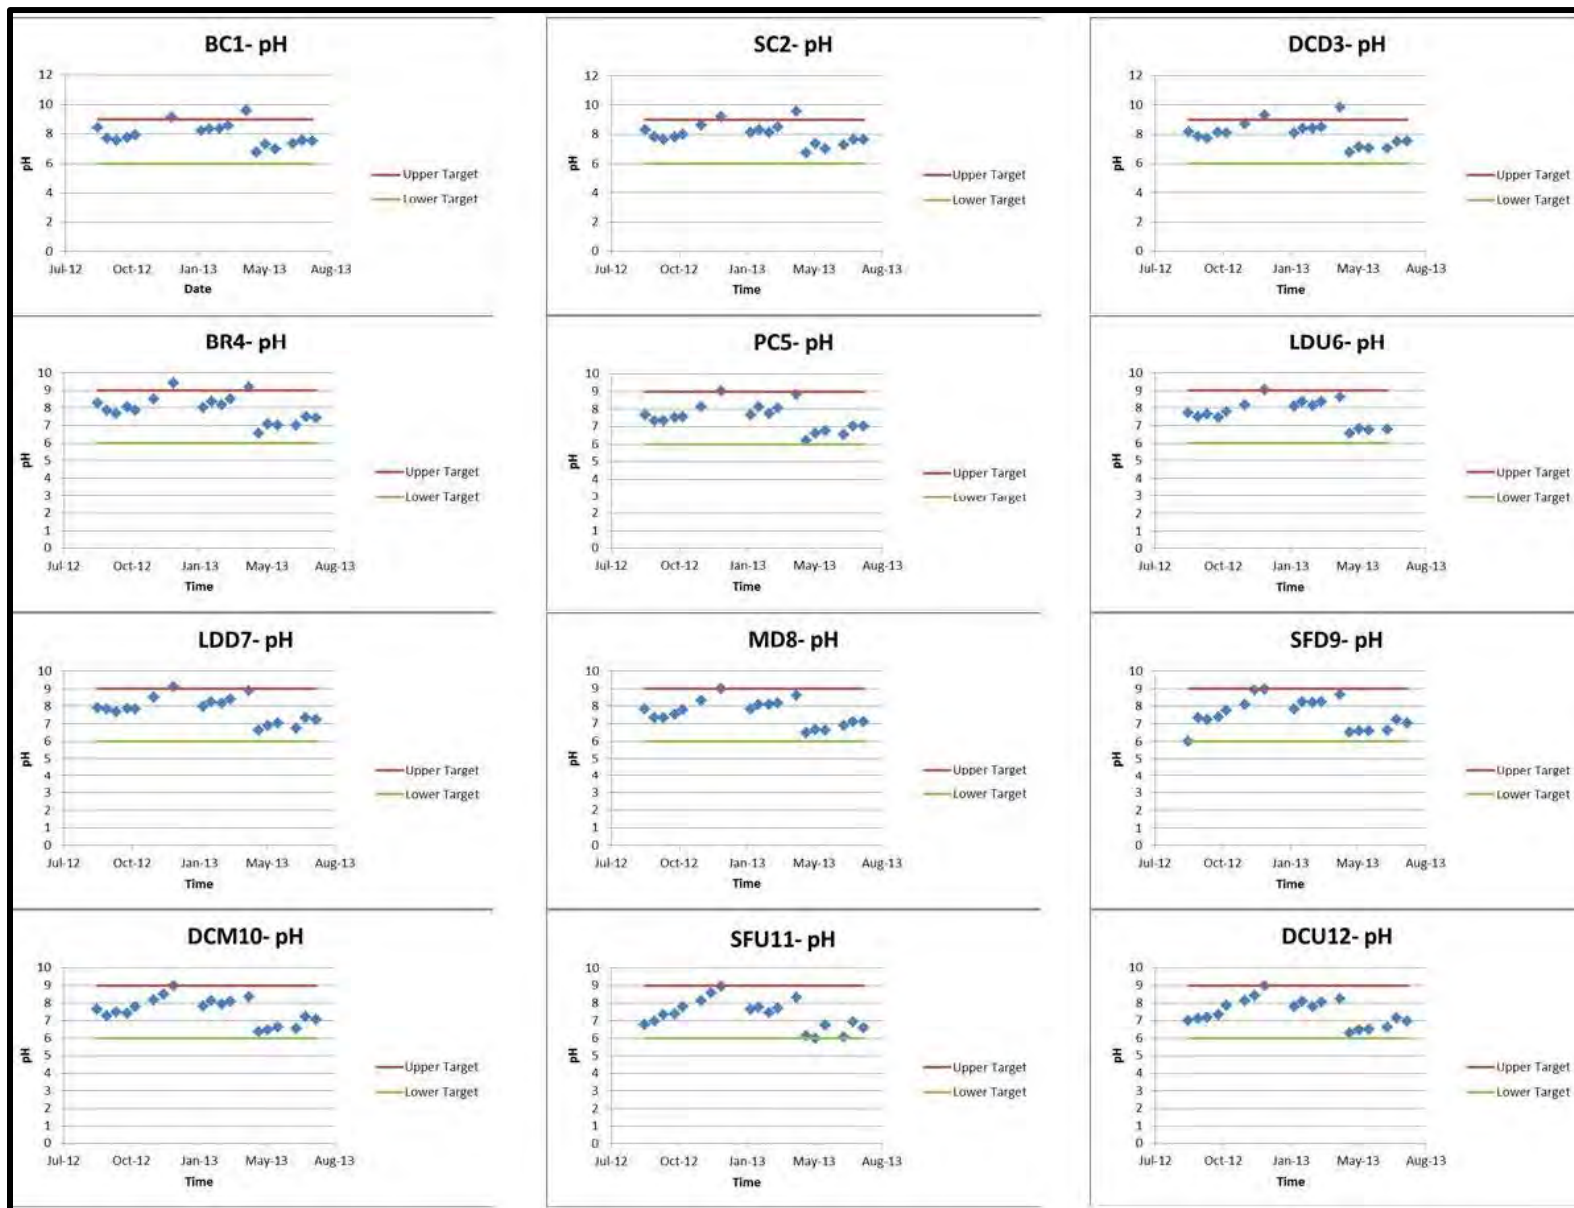 BC1- pH
12
10
8
6
4
2
0
pH
Jul-12 Oct-12 Jan-13 May-13 Aug-13
Date
Upper Target
Lower Target
SC2- pH
12
10
8
6
4
2
0
pH
Jul-12 Oct-12 Jan-13 May-13 Aug-13
Time
Upper Target
Lower Target
DCD3- pH
12
10
8
6
4
2
0
pH
Jul-12 Oct-12 Jan-13 May-13 Aug-13
Time
Upper Target
Lower Target
BR4- pH
10
9
8
7
6
5
4
3
2
1
0
pH
Jul-12 Oct-12 Jan-13 May-13 Aug-13
Time
Upper Target
Lower Target
PC5- pH
10
9
8
7
6
5
4
3
2
1
0
pH
Jul-12 Oct-12 Jan-13 May-13 Aug-13
Time
Upper Target
Lower Target
LDU6- pH
10
9
8
7
6
5
4
3
2
1
0
pH
Jul-12 Oct-12 Jan-13 May-13 Aug-13
Time
Upper Target
Lower Target
LDD7- pH
10
9
8
7
6
5
4
3
2
1
0
pH
Jul-12 Oct-12 Jan-13 May-13 Aug-13
Time
Upper Target
Lower Target
MD8- pH
10
9
8
7
6
5
4
3
2
1
0
pH
Jul-12 Oct-12 Jan-13 May-13 Aug-13
Time
Upper Target
Lower Target
SFD9- pH
10
9
8
7
6
5
4
3
2
1
0
pH
Jul-12 Oct-12 Jan-13 May-13 Aug-13
Time
Upper Target
Lower Target
DCM10- pH
10
9
8
7
6
5
4
3
2
1
0
pH
Jul-12 Oct-12 Jan-13 May-13 Aug-13
Time
Upper Target
Lower Target
SFU11- pH
10
9
8
7
6
5
4
3
2
1
0
pH
Jul-12 Oct-12 Jan-13 May-13 Aug-13
Time
Upper Target
Lower Target
DCU12- pH
10
9
8
7
6
5
4
3
2
1
0
pH
Jul-12 Oct-12 Jan-13 May-13 Aug-13
Time
Upper Target
Lower Target